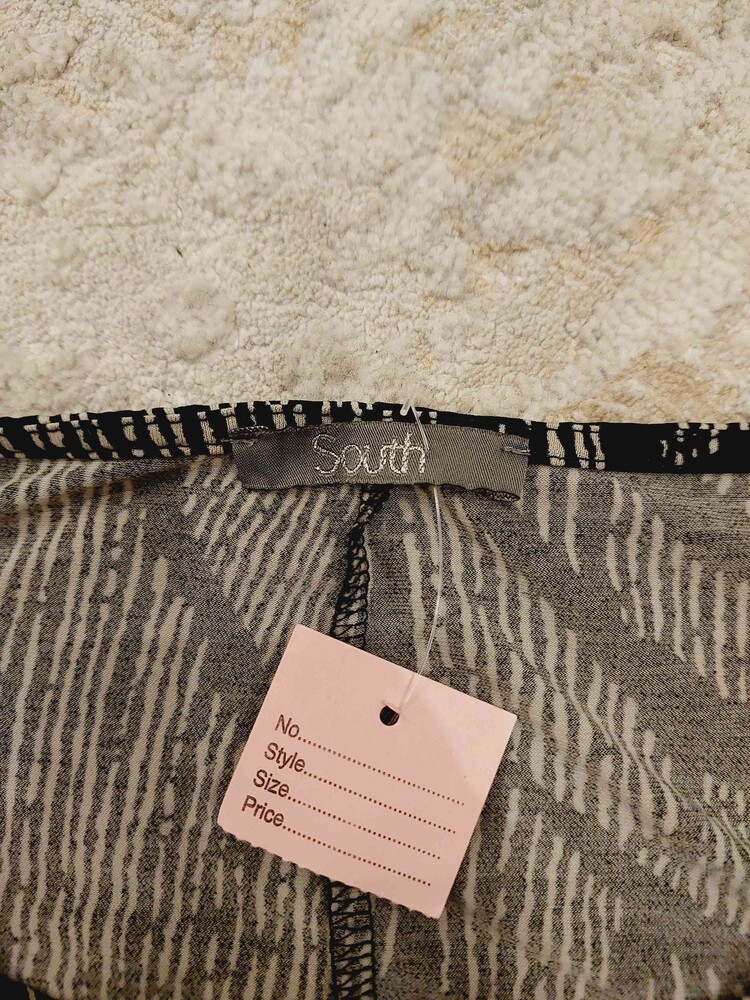 South
No..............................
Style............................
Size............................
Price............................